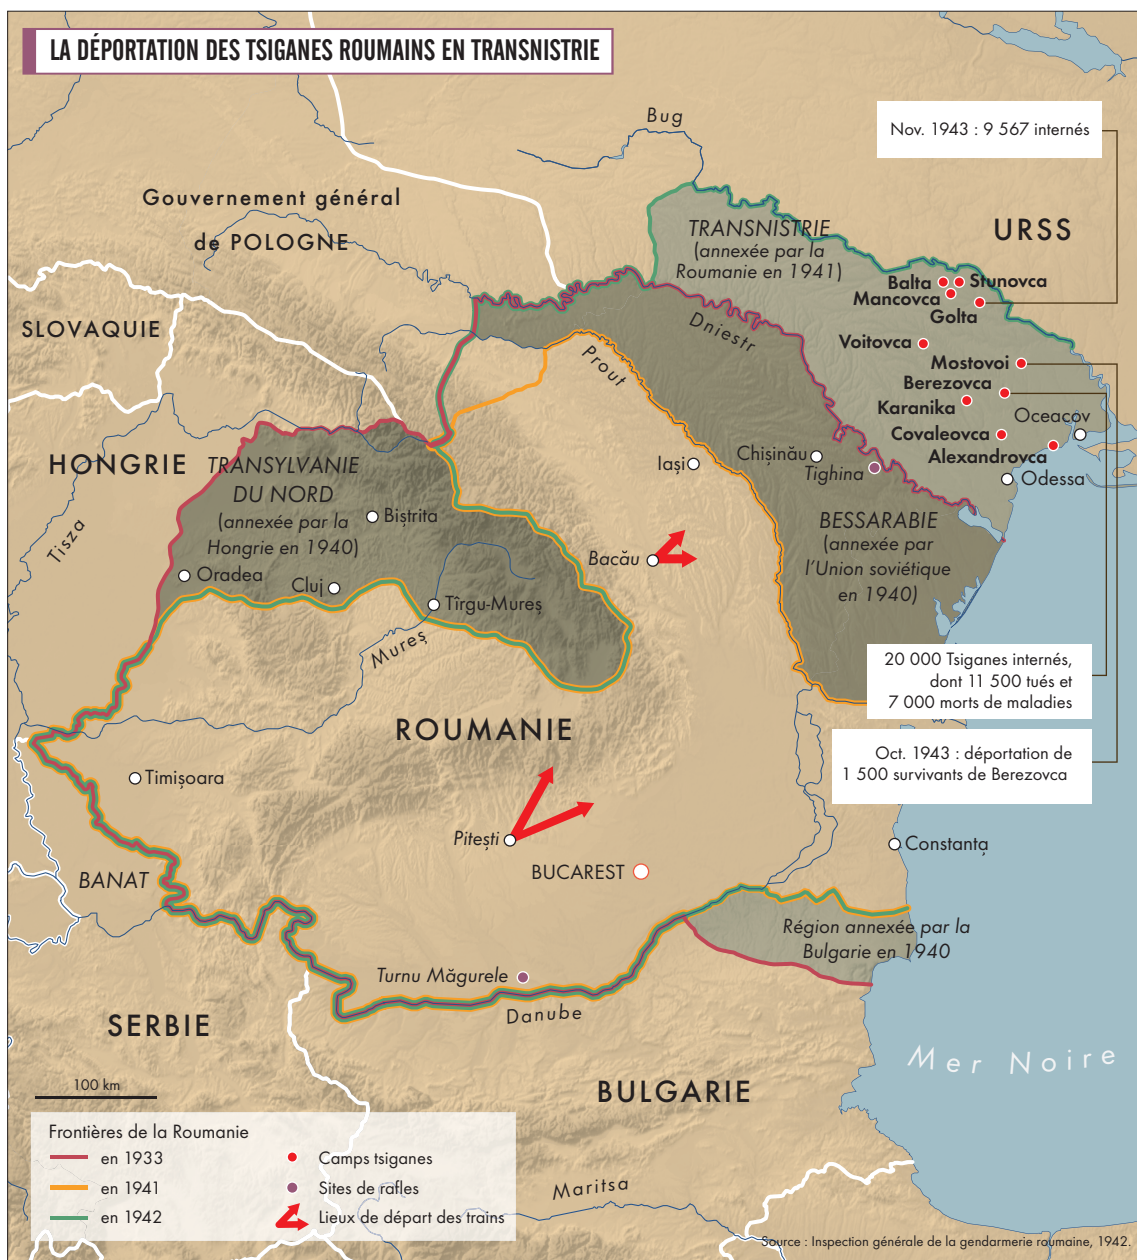 LA DÉPORTATION DES TSIGANES ROUMAINS EN TRANSNISTRIE
Bug
Nov. 1943 : 9 567 internés
Gouvernement général
de POLOGNE
TRANSNISTRIE
(annexée par la
Roumanie en 1941)
URSS
Balta
Stunovca
Mancovca
Golta
SLOVAQUIE
Dniestr
Prout
Voitovca
Mostovoi
Berezovca
Karanika
Oceacov
Covaleovca
Alexandrovca
HONGRIE
TRANSYLVANIE
DU NORD
(annexée par la
Hongrie en 1940)
Iași
Chișinău
Tighina
Odessa
Tisza
Biștrita
BESSARABIE
(annexée par
l’Union soviétique
en 1940)
Bacău
Oradea
Cluj
Tîrgu-Mureș
Mureș
20 000 Tsiganes internés,
dont 11 500 tués et
7 000 morts de maladies
ROUMANIE
Oct. 1943 : déportation de
1 500 survivants de Berezovca
Timișoara
Pitești
Constanța
BUCAREST
BANAT
Région annexée par la
Bulgarie en 1940
Turnu Măgurele
Danube
SERBIE
Mer Noire
100 km
BULGARIE
Frontières de la Roumanie
en 1933
en 1941
en 1942
Camps tsiganes
Sites de rafles
Lieux de départ des trains
Maritsa
Source : Inspection générale de la gendarmerie roumaine, 1942.